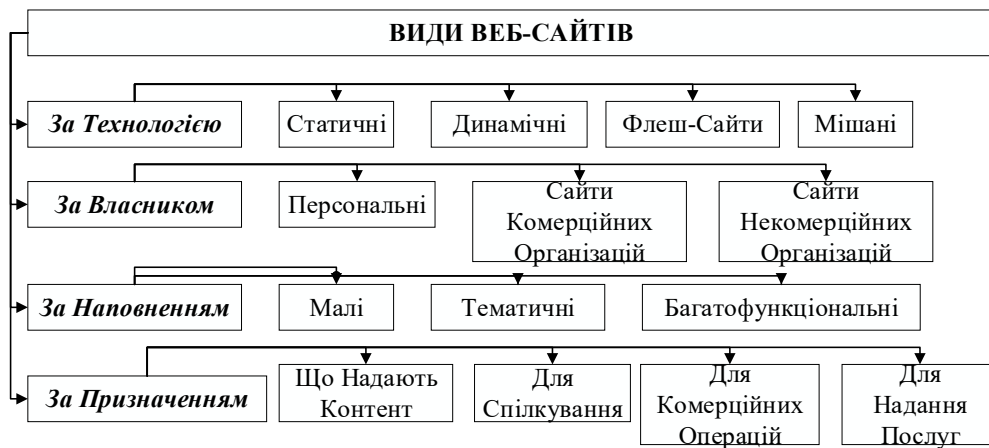 ВИДИ ВЕБ-САЙТІВ
За Технологією
Статичні
Динамічні
Флеш-Сайти
Мішані
За Власником
Персональні
Сайти
Комерційних
Організацій
Сайти
Некомерційних
Організацій
За Наповненням
Малі
Тематичні
Багатофункціональні
За Призначенням
Що Надають
Контент
Для
Спілкування
Для
Комерційних
Операцій
Для
Надання
Послуг